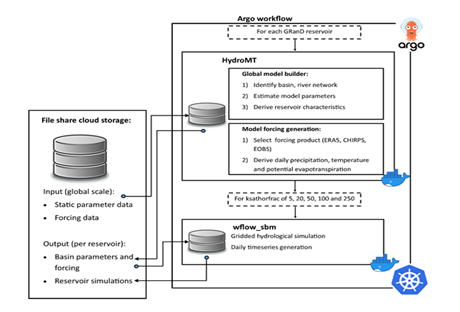 Argo workflow
For each GRanD reservoir
argo
HydroMT
Global model builder:
1) Identify basin, river network
2) Estimate model parameters
3) Derive reservoir characteristics
Model forcing generation:
1) Select forcing product (ERA5, CHIRPS,
EOBS)
2) Derive daily precipitation, temperature
and potential evapotranspiration
For ksathorfrac of 5, 20, 50, 100 and 250
wflow_sbm
Gridded hydrological simulation
Daily timeseries generation
File share cloud storage:
Input (global scale):
• Static parameter data
• Forcing data
Output (per reservoir):
• Basin parameters and
forcing
• Reservoir simulations